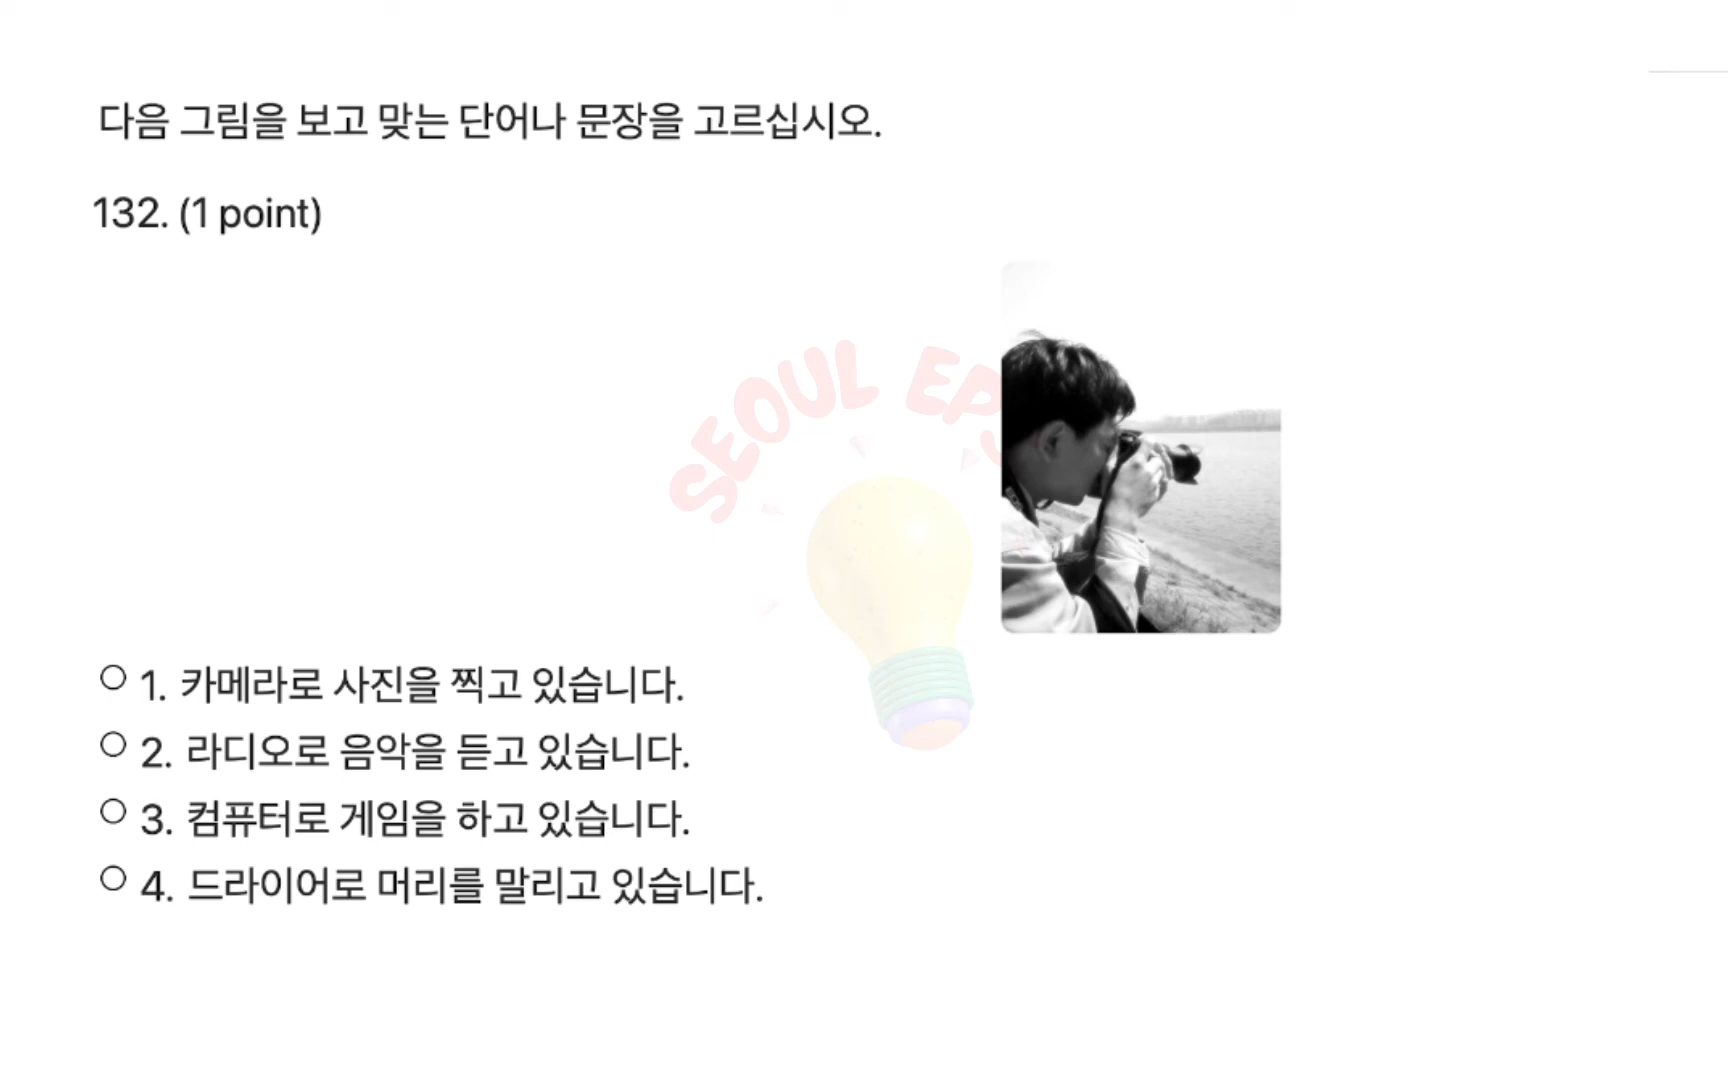 다음 그림을 보고 맞는 단어나 문장을 고르십시오.
132. (1 point)
SEOUL EPS
1. 카메라로 사진을 찍고 있습니다.
2. 라디오로 음악을 듣고 있습니다.
3. 컴퓨터로 게임을 하고 있습니다.
4. 드라이어로 머리를 말리고 있습니다.